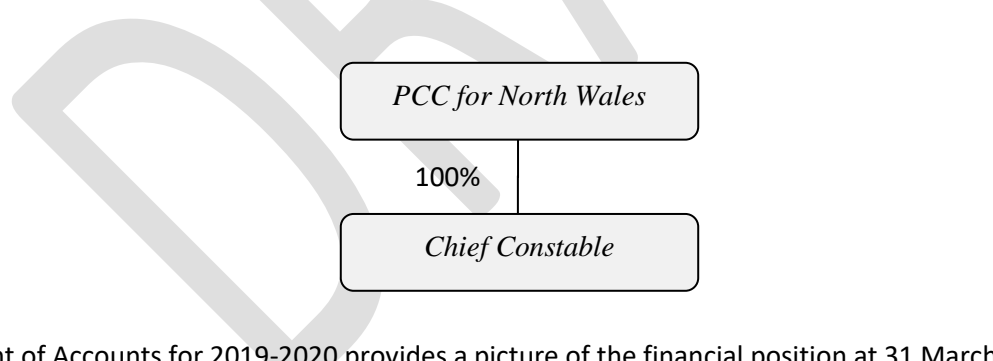 PCC for North Wales
100%
Chief Constable
of Accounts for 2019-2020 provides a picture of the financial position at 31 March